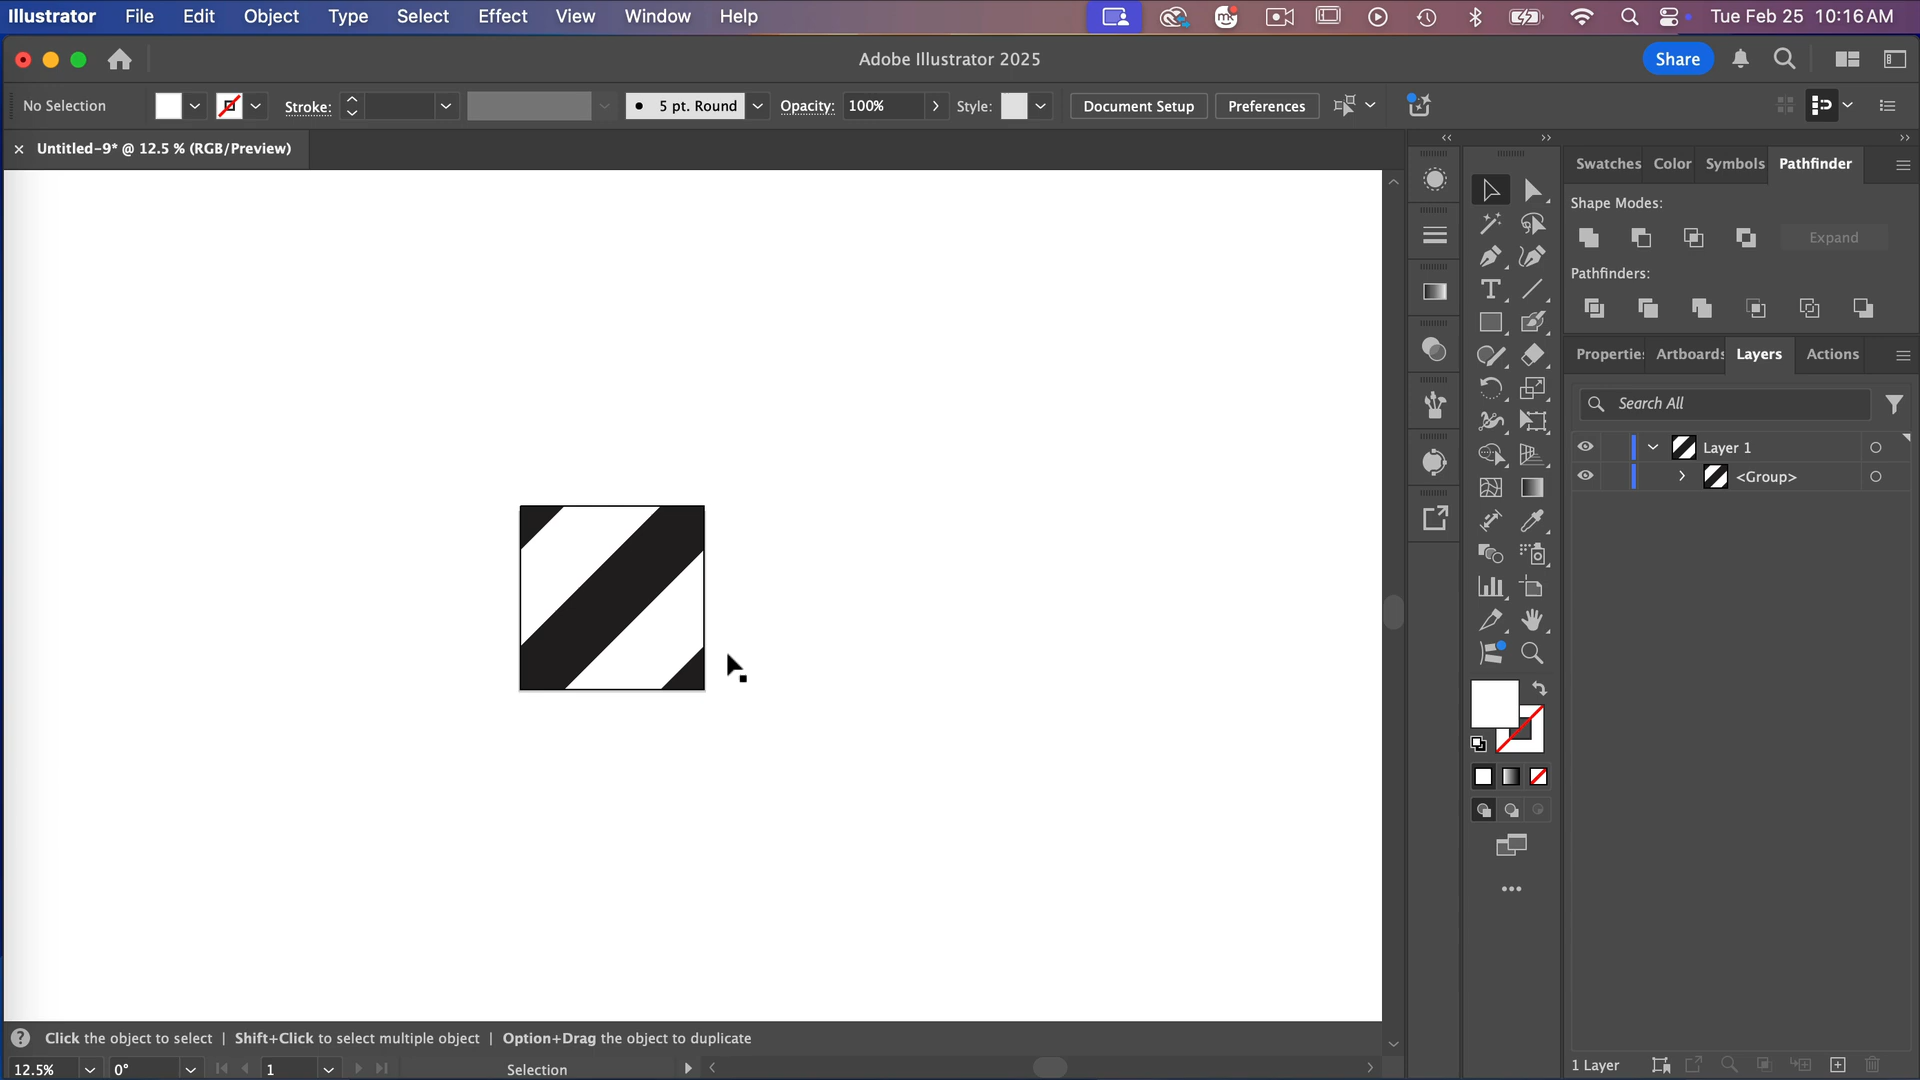 Illustrator File Edit Object Type Select Effect View Window Help Tue Feb 25 10:16 AM
Adobe Illustrator 2025 Share
No Selection Stroke: 5 pt. Round Opacity: 100% Style: Document Setup Preferences
× Untitled-9* @ 12.5 % (RGB/Preview)
Swatches Color Symbols Pathfinder
Shape Modes:
Expand
Pathfinders:
Properties Artboards Layers Actions
Search All
Layer 1
<Group>
Click the object to select | Shift+Click to select multiple object | Option+Drag the object to duplicate
12.5% 0° 1 Selection
1 Layer